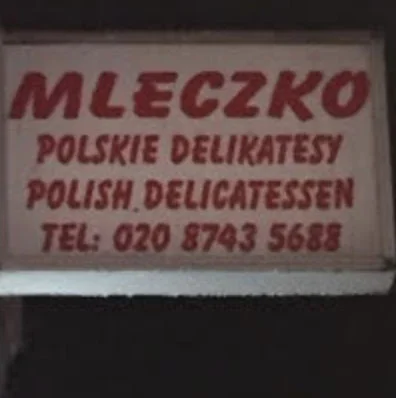 MLECZKO
POLSKIE DELIKATESY
POLISH DELICATESSEN
TEL: 020 8743 5688